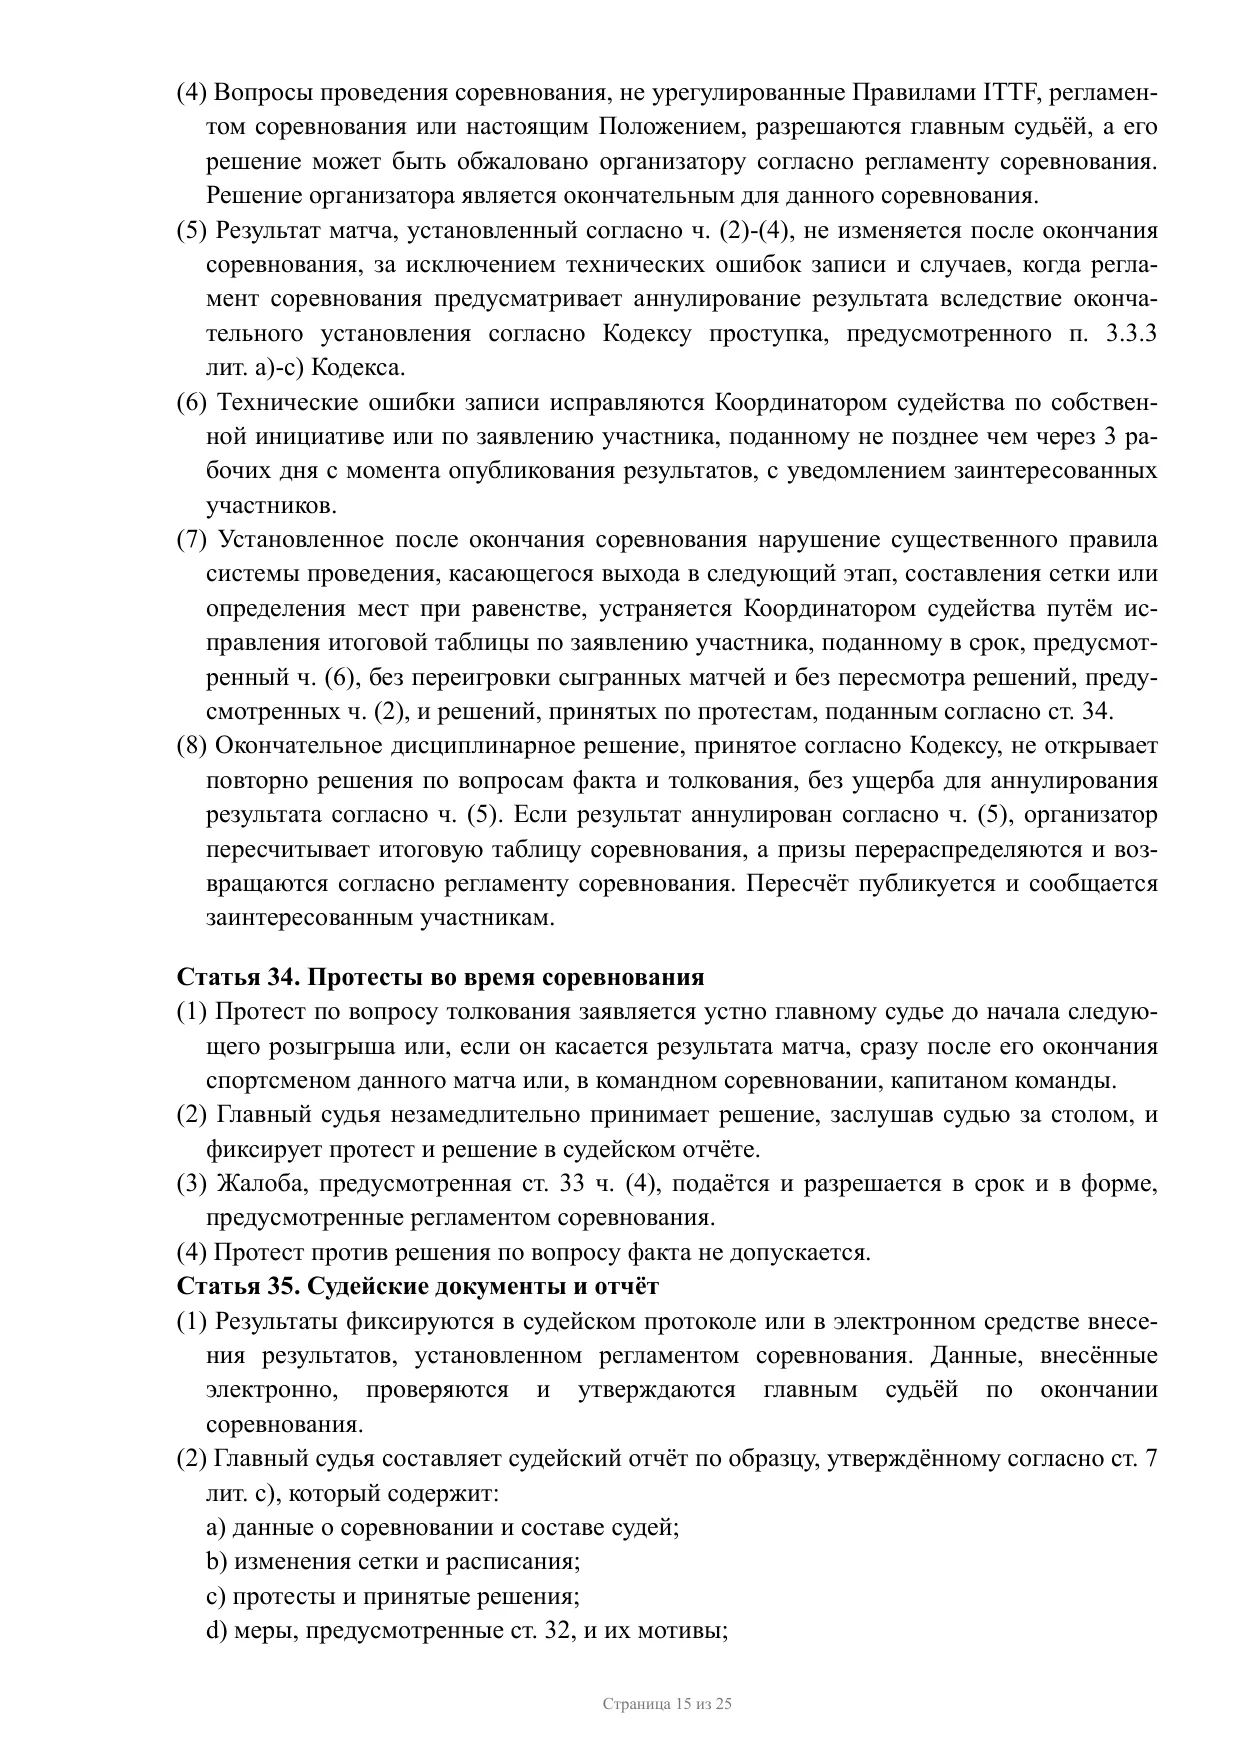 (4) Вопросы проведения соревнования, не урегулированные Правилами ITTF, регламен-
том соревнования или настоящим Положением, разрешаются главным судьёй, а его
решение может быть обжаловано организатору согласно регламенту соревнования.
Решение организатора является окончательным для данного соревнования.
(5) Результат матча, установленный согласно ч. (2)-(4), не изменяется после окончания
соревнования, за исключением технических ошибок записи и случаев, когда регла-
мент соревнования предусматривает аннулирование результата вследствие оконча-
тельного установления согласно Кодексу проступка, предусмотренного п. 3.3.3
лит. a)-c) Кодекса.
(6) Технические ошибки записи исправляются Координатором судейства по собствен-
ной инициативе или по заявлению участника, поданному не позднее чем через 3 ра-
бочих дня с момента опубликования результатов, с уведомлением заинтересованных
участников.
(7) Установленное после окончания соревнования нарушение существенного правила
системы проведения, касающегося выхода в следующий этап, составления сетки или
определения мест при равенстве, устраняется Координатором судейства путём ис-
правления итоговой таблицы по заявлению участника, поданному в срок, предусмот-
ренный ч. (6), без переигровки сыгранных матчей и без пересмотра решений, преду-
смотренных ч. (2), и решений, принятых по протестам, поданным согласно ст. 34.
(8) Окончательное дисциплинарное решение, принятое согласно Кодексу, не открывает
повторно решения по вопросам факта и толкования, без ущерба для аннулирования
результата согласно ч. (5). Если результат аннулирован согласно ч. (5), организатор
пересчитывает итоговую таблицу соревнования, а призы перераспределяются и воз-
вращаются согласно регламенту соревнования. Пересчёт публикуется и сообщается
заинтересованным участникам.
Статья 34. Протесты во время соревнования
(1) Протест по вопросу толкования заявляется устно главному судье до начала следую-
щего розыгрыша или, если он касается результата матча, сразу после его окончания
спортсменом данного матча или, в командном соревновании, капитаном команды.
(2) Главный судья незамедлительно принимает решение, заслушав судью за столом, и
фиксирует протест и решение в судейском отчёте.
(3) Жалоба, предусмотренная ст. 33 ч. (4), подаётся и разрешается в срок и в форме,
предусмотренные регламентом соревнования.
(4) Протест против решения по вопросу факта не допускается.
Статья 35. Судейские документы и отчёт
(1) Результаты фиксируются в судейском протоколе или в электронном средстве внесе-
ния результатов, установленном регламентом соревнования. Данные, внесённые
электронно, проверяются и утверждаются главным судьёй по окончании
соревнования.
(2) Главный судья составляет судейский отчёт по образцу, утверждённому согласно ст. 7
лит. c), который содержит:
a) данные о соревновании и составе судей;
b) изменения сетки и расписания;
c) протесты и принятые решения;
d) меры, предусмотренные ст. 32, и их мотивы;
Страница 15 из 25